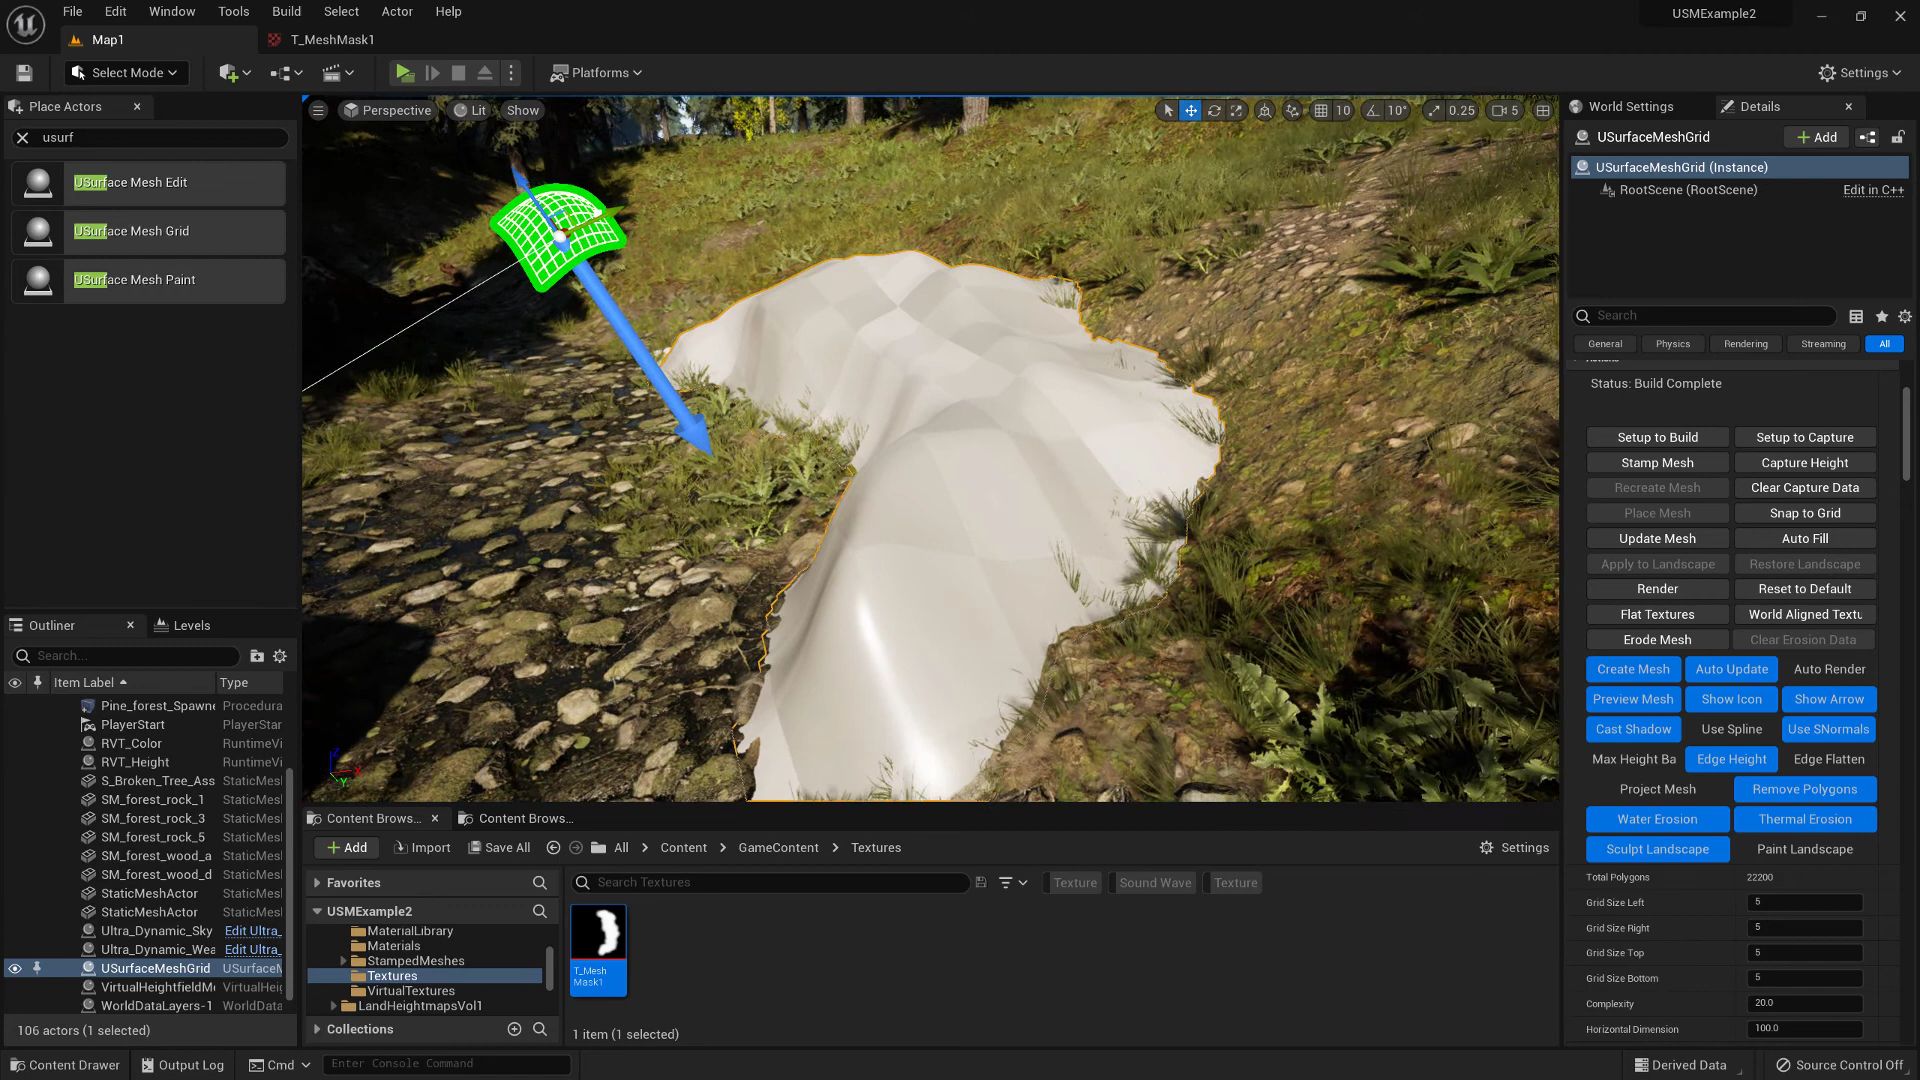 File Edit Window Tools Build Select Actor Help
USMExample2
Map1
T_MeshMask1
Select Mode
Platforms
Settings
Place Actors
usurf
USurface Mesh Edit
USurface Mesh Grid
USurface Mesh Paint
Perspective
Lit
Show
10
10°
0.25
5
World Settings
Details
USurfaceMeshGrid
Add
USurfaceMeshGrid (Instance)
RootScene (RootScene)
Edit in C++
Search
General Physics Rendering Streaming All
Status: Build Complete
Setup to Build Setup to Capture
Stamp Mesh Capture Height
Recreate Mesh Clear Capture Data
Place Mesh Snap to Grid
Update Mesh Auto Fill
Apply to Landscape Restore Landscape
Render Reset to Default
Flat Textures World Aligned Textu
Erode Mesh Clear Erosion Data
Create Mesh Auto Update Auto Render
Preview Mesh Show Icon Show Arrow
Cast Shadow Use Spline Use SNormals
Max Height Ba Edge Height Edge Flatten
Project Mesh Remove Polygons
Water Erosion Thermal Erosion
Sculpt Landscape Paint Landscape
Total Polygons 22200
Grid Size Left 5
Grid Size Right 5
Grid Size Top 5
Grid Size Bottom 5
Complexity 20.0
Horizontal Dimension 100.0
Outliner
Levels
Search...
Item Label Type
Pine_forest_Spawne Procedura
PlayerStart PlayerStar
RVT_Color RuntimeVi
RVT_Height RuntimeVi
S_Broken_Tree_Ass StaticMesl
SM_forest_rock_1 StaticMesl
SM_forest_rock_3 StaticMesl
SM_forest_rock_5 StaticMesl
SM_forest_wood_a StaticMesl
SM_forest_wood_d StaticMesl
StaticMeshActor StaticMesl
StaticMeshActor StaticMesl
Ultra_Dynamic_Sky Edit Ultra_
Ultra_Dynamic_Wea Edit Ultra_
USurfaceMeshGrid USurfaceM
VirtualHeightfieldMe VirtualHei
WorldDataLayers-1 WorldData
106 actors (1 selected)
X
Y
Content Brows...
Content Brows...
Add
Import
Save All
All
Content
GameContent
Textures
Settings
Favorites
USMExample2
MaterialLibrary
Materials
StampedMeshes
Textures
VirtualTextures
LandHeightmapsVol1
Collections
Search Textures
Texture
Sound Wave
Texture
T_Mesh
Mask1
1 item (1 selected)
Content Drawer
Output Log
Cmd
Enter Console Command
Derived Data
Source Control Off